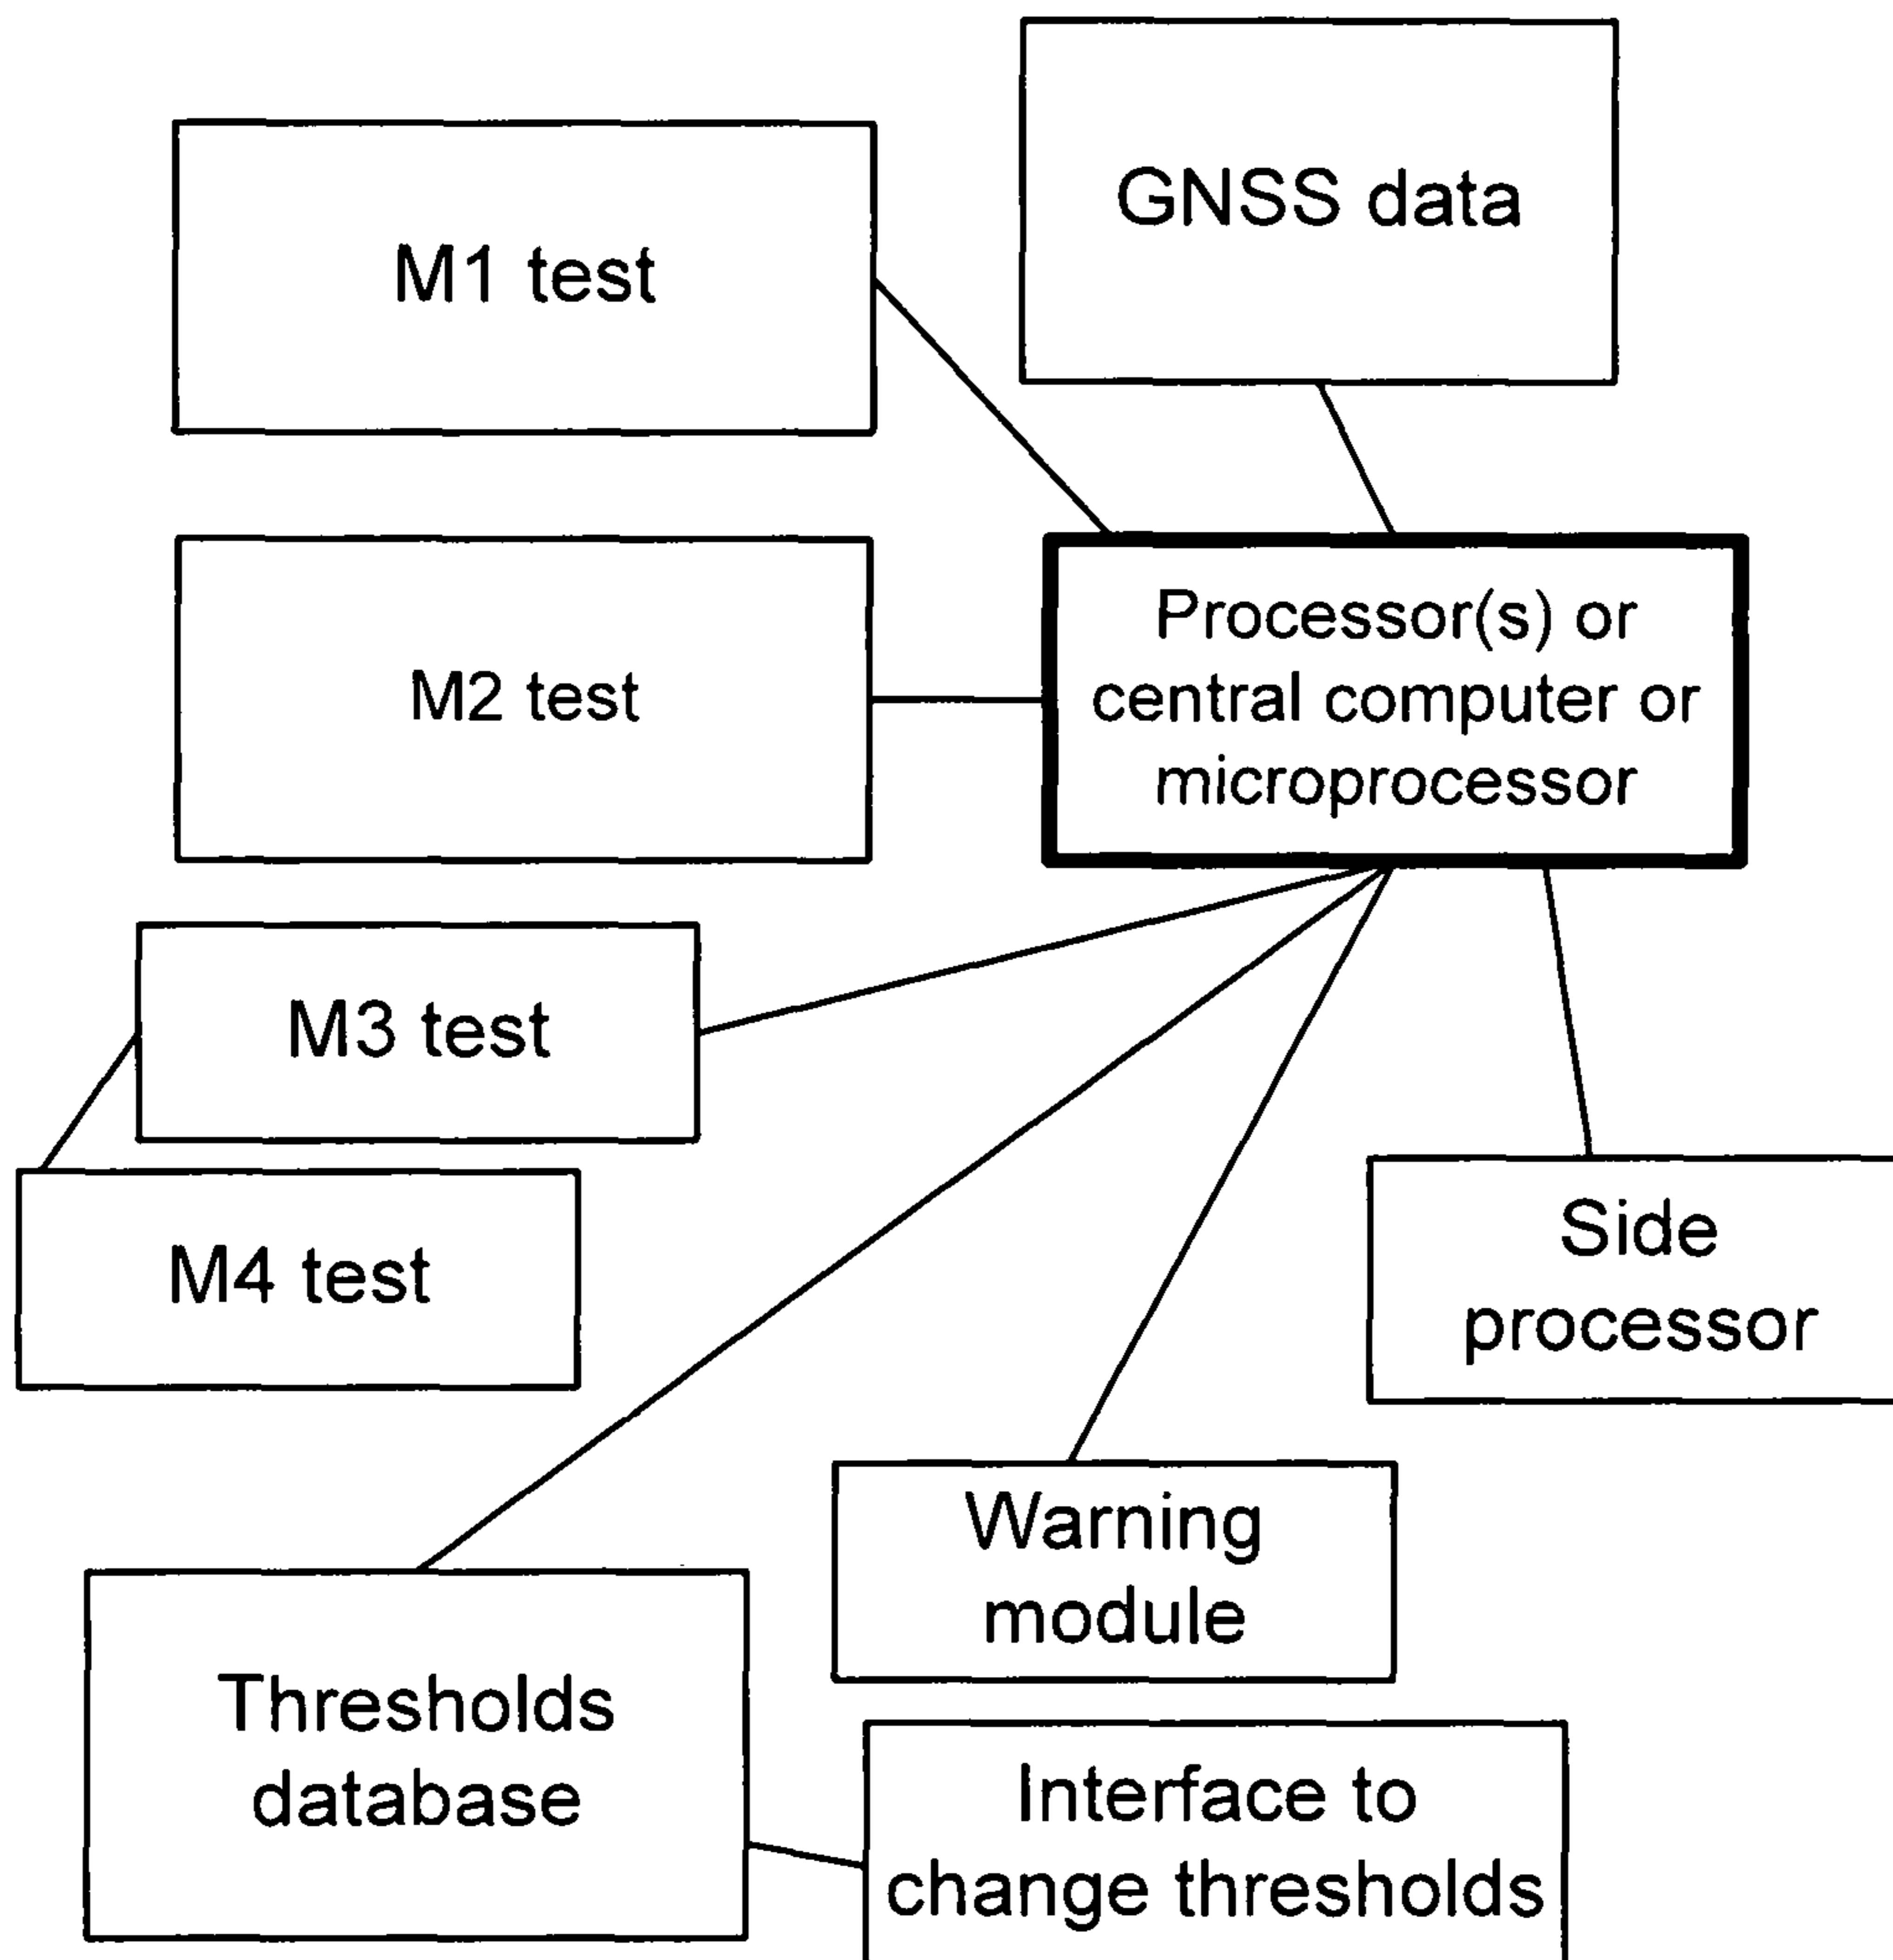 GNSS data
M1 test
Processor(s) or
central computer or
microprocessor
M2 test
M3 test
M4 test
Side
processor
Warning
module
Thresholds
database
Interface to
change thresholds